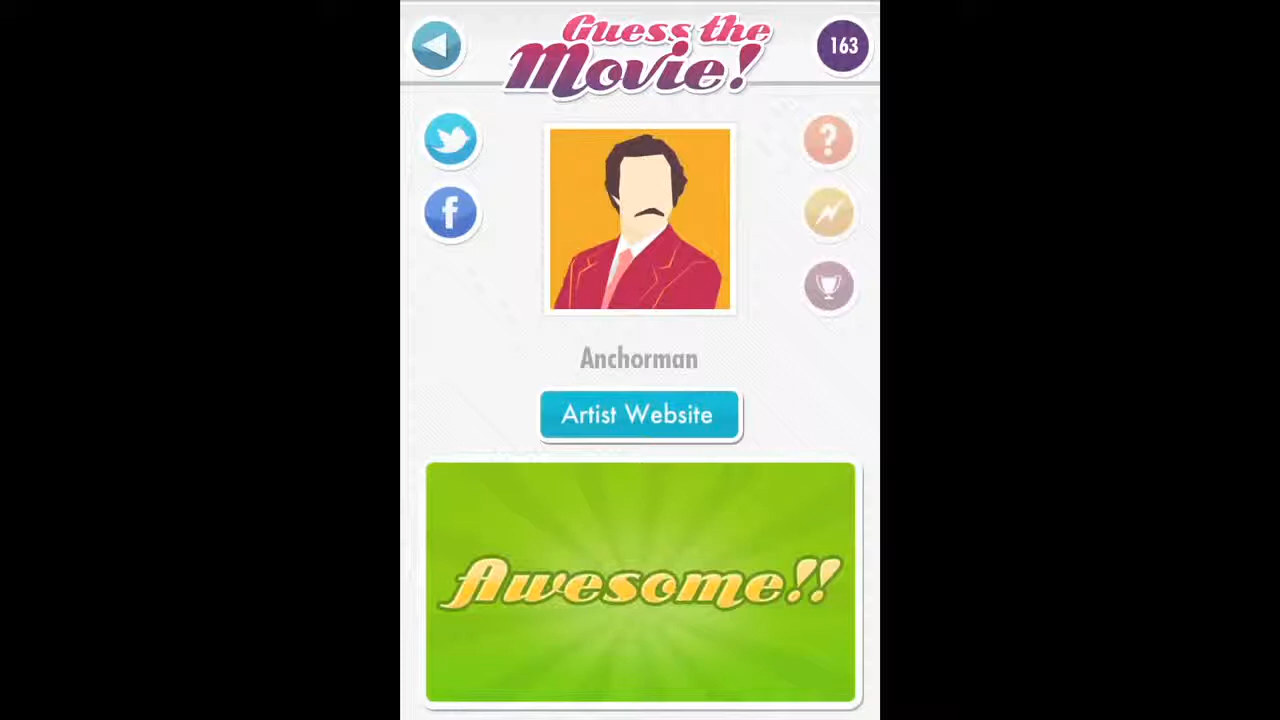 Guess the
Movie!
163
?
f
Anchorman
Artist Website
Awesome!!